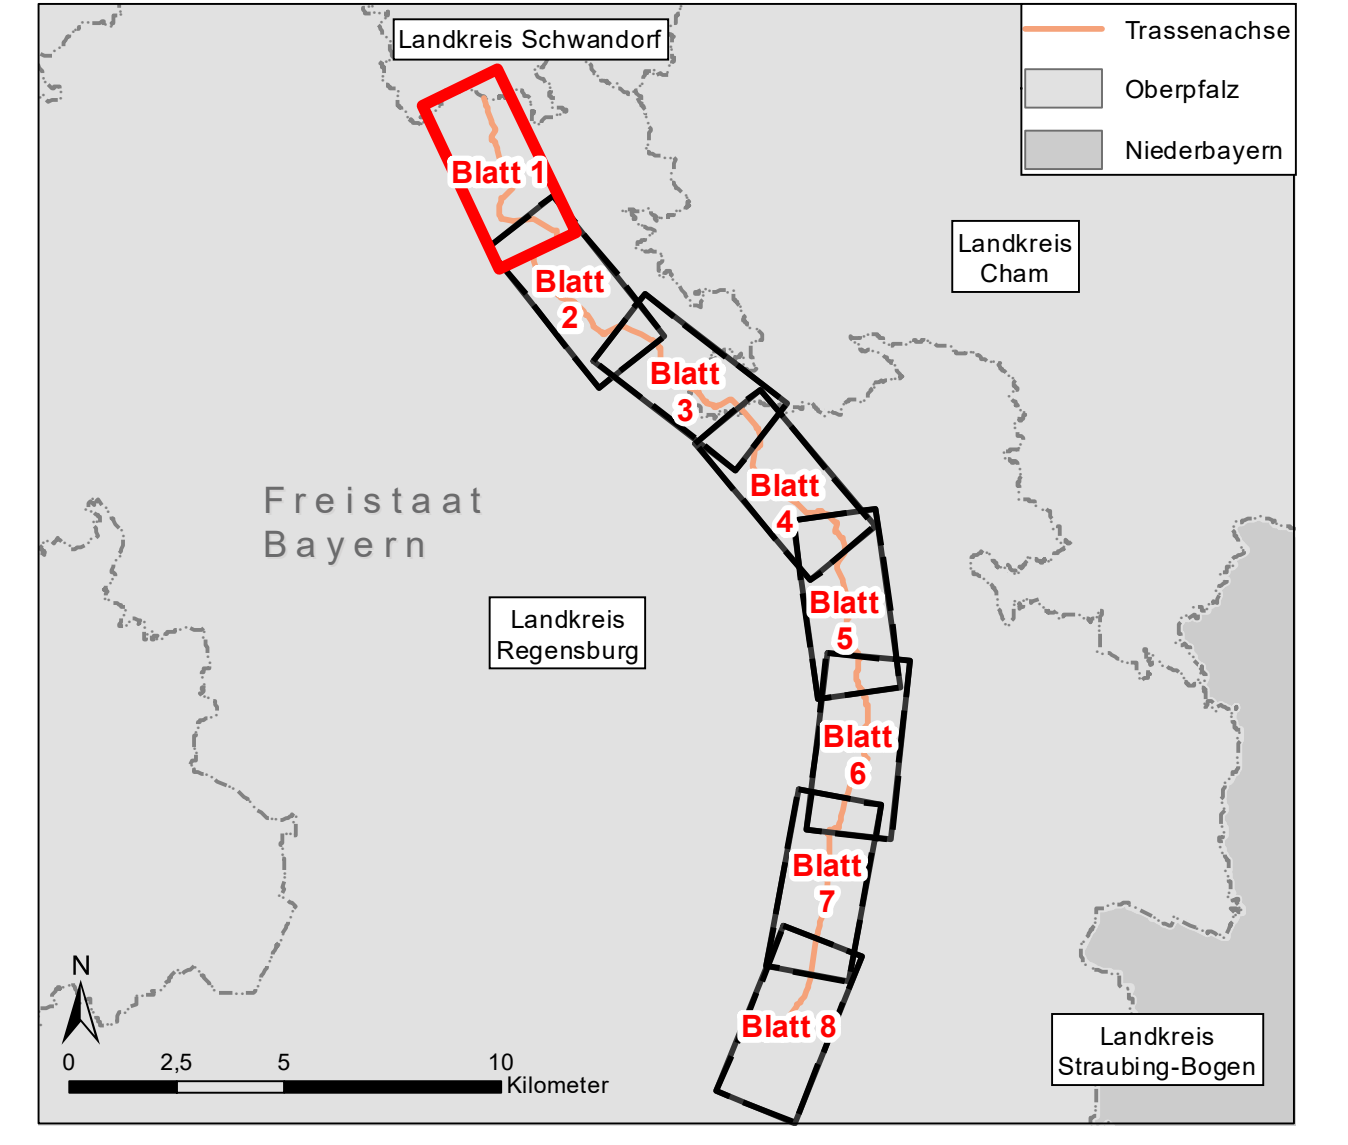 Landkreis Schwandorf
Trassenachse
Oberpfalz
Niederbayern
Blatt 1
Landkreis
Cham
Blatt
2
Blatt
3
Freistaat
Bayern
Blatt
4
Landkreis
Regensburg
Blatt
5
Blatt
6
Blatt
7
N
Blatt 8
Landkreis
Straubing-Bogen
0 2,5 5 10
Kilometer